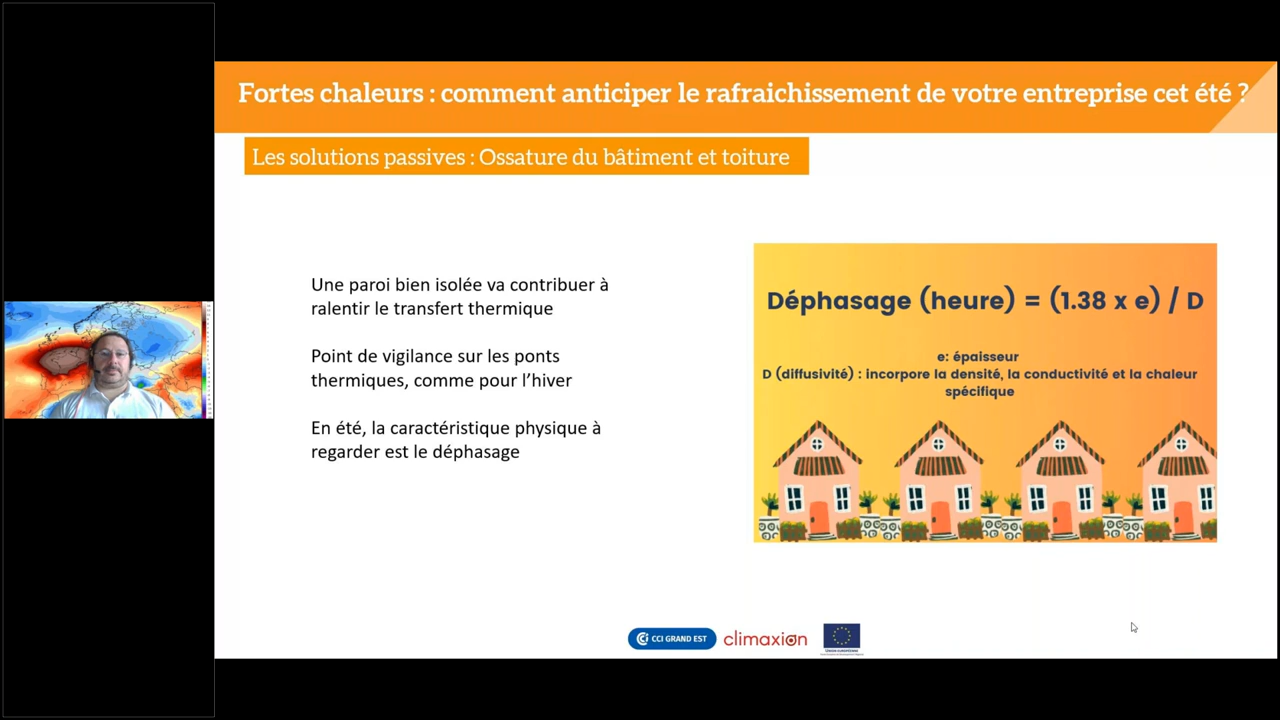 Fortes chaleurs : comment anticiper le rafraichissement de votre entreprise cet été ?
Les solutions passives : Ossature du bâtiment et toiture
Une paroi bien isolée va contribuer à
ralentir le transfert thermique
Point de vigilance sur les ponts
thermiques, comme pour l’hiver
En été, la caractéristique physique à
regarder est le déphasage
Déphasage (heure) = (1.38 x e) / D
e: épaisseur
D (diffusivité) : incorpore la densité, la conductivité et la chaleur
spécifique
CCI GRAND EST
climaxion
UNION EUROPÉENNE